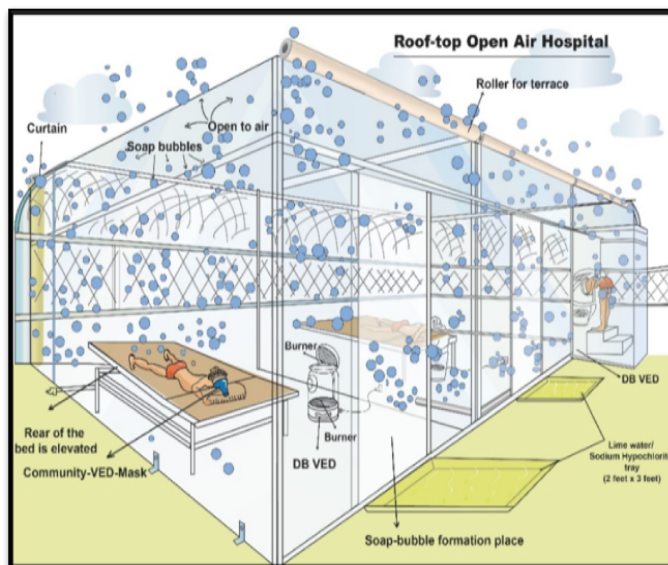 Roof-top Open Air Hospital
Roller for terrace
Curtain
Open to air
Soap bubbles
Burner
Burner
DB VED
DB VED
Rear of the
bed is elevated
Community-VED-Mask
Lime water/
Sodium Hypochlorit
tray
(2 feet x 3 feet)
Soap-bubble formation place